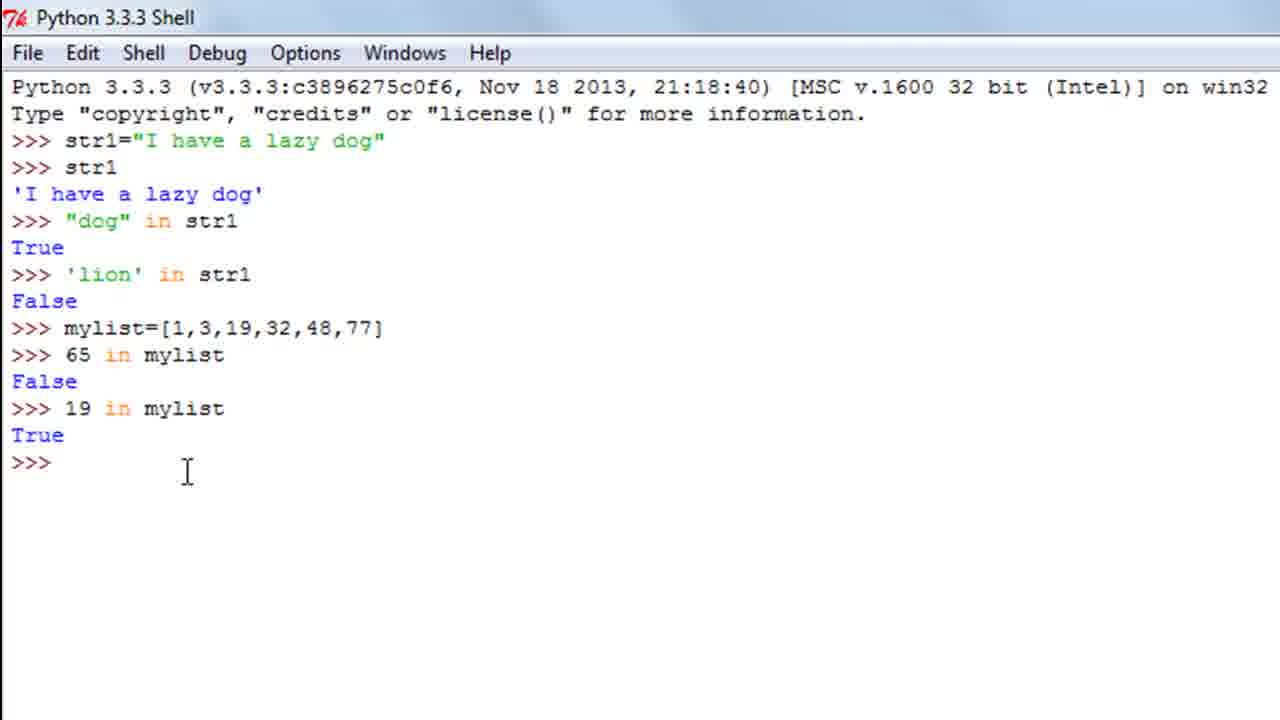 Python 3.3.3 Shell
File Edit Shell Debug Options Windows Help
Python 3.3.3 (v3.3.3:c3896275c0f6, Nov 18 2013, 21:18:40) [MSC v.1600 32 bit (Intel)] on win32
Type "copyright", "credits" or "license()" for more information.
>>> str1="I have a lazy dog"
>>> str1
'I have a lazy dog'
>>> "dog" in str1
True
>>> 'lion' in str1
False
>>> mylist=[1,3,19,32,48,77]
>>> 65 in mylist
False
>>> 19 in mylist
True
>>>